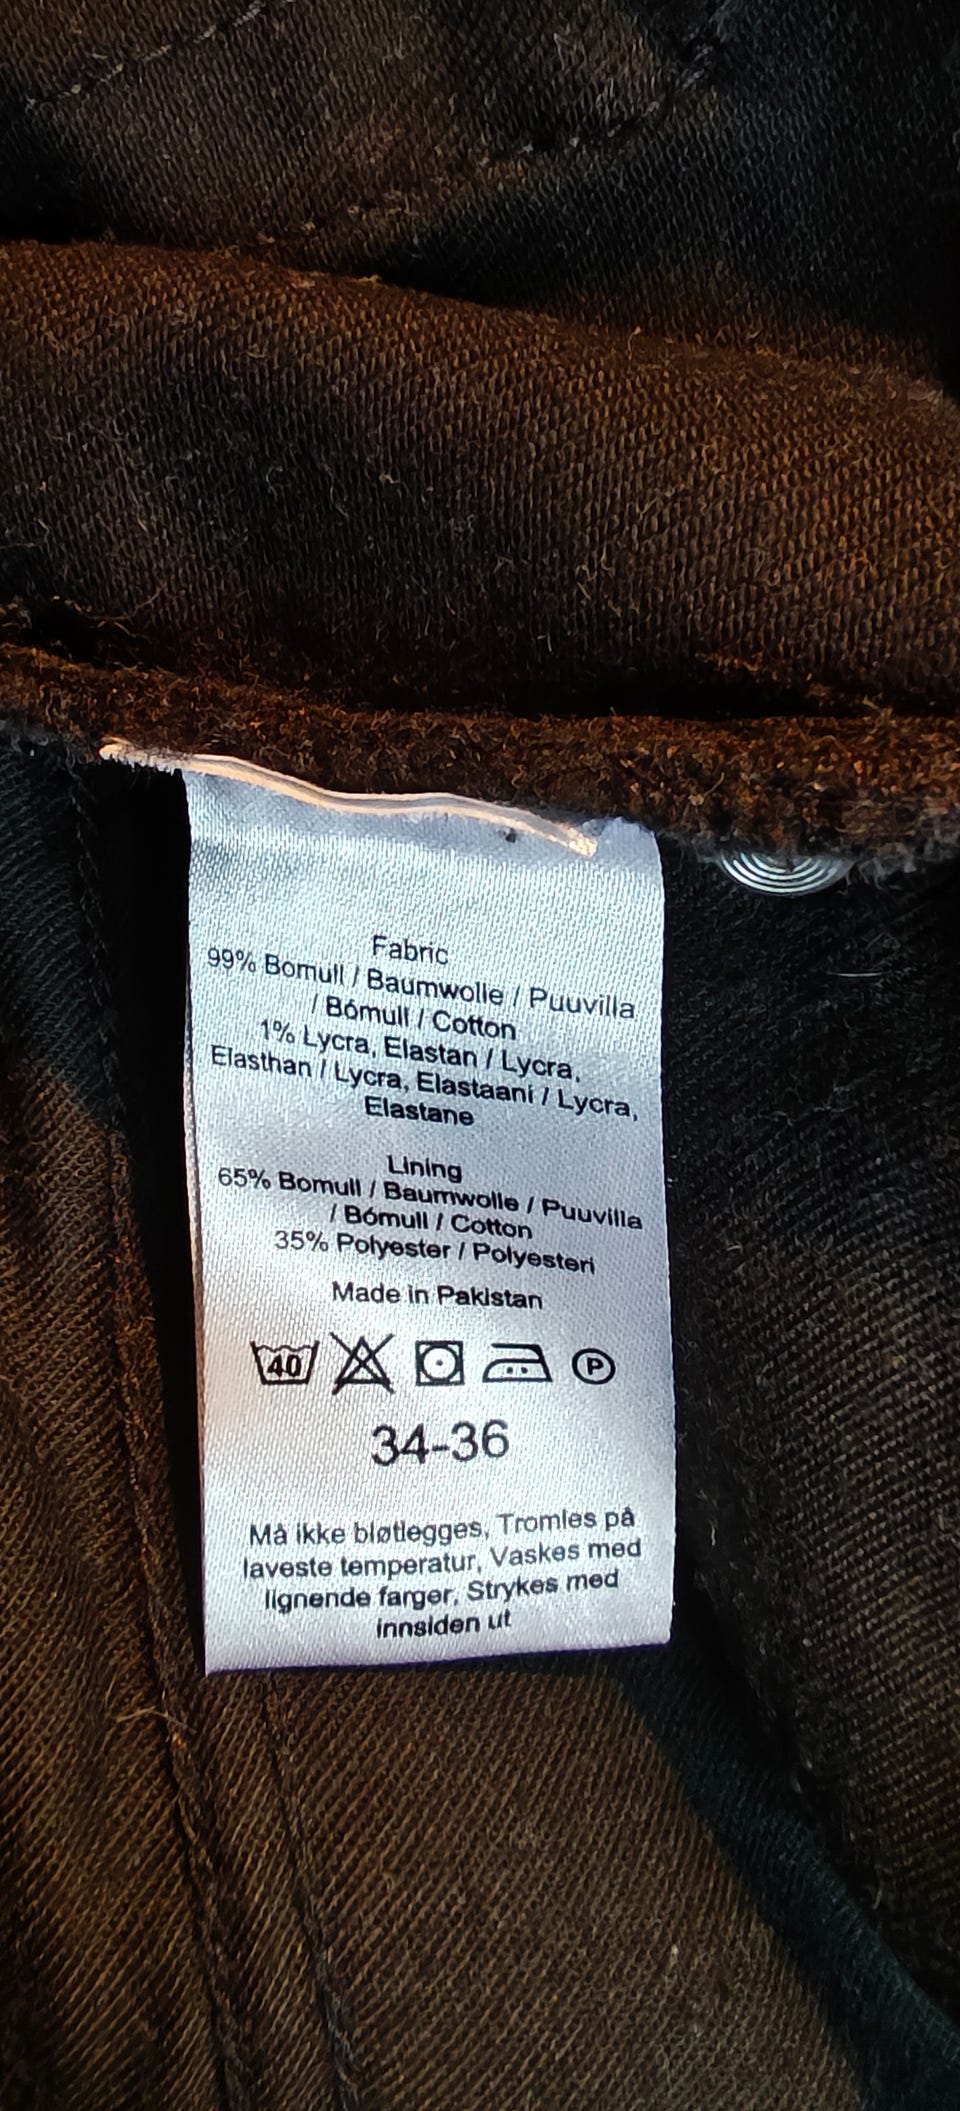 Fabric
99% Bomull / Baumwolle / Puuvilla
/ Bómull / Cotton
1% Lycra, Elastan / Lycra,
Elasthan / Lycra, Elastaani / Lycra,
Elastane
Lining
65% Bomull / Baumwolle / Puuvilla
/ Bómull / Cotton
35% Polyester / Polyesteri
Made in Pakistan
40 P
34-36
Må ikke bløtlegges, Tromles på
laveste temperatur, Vaskes med
lignende farger, Strykes med
innsiden ut